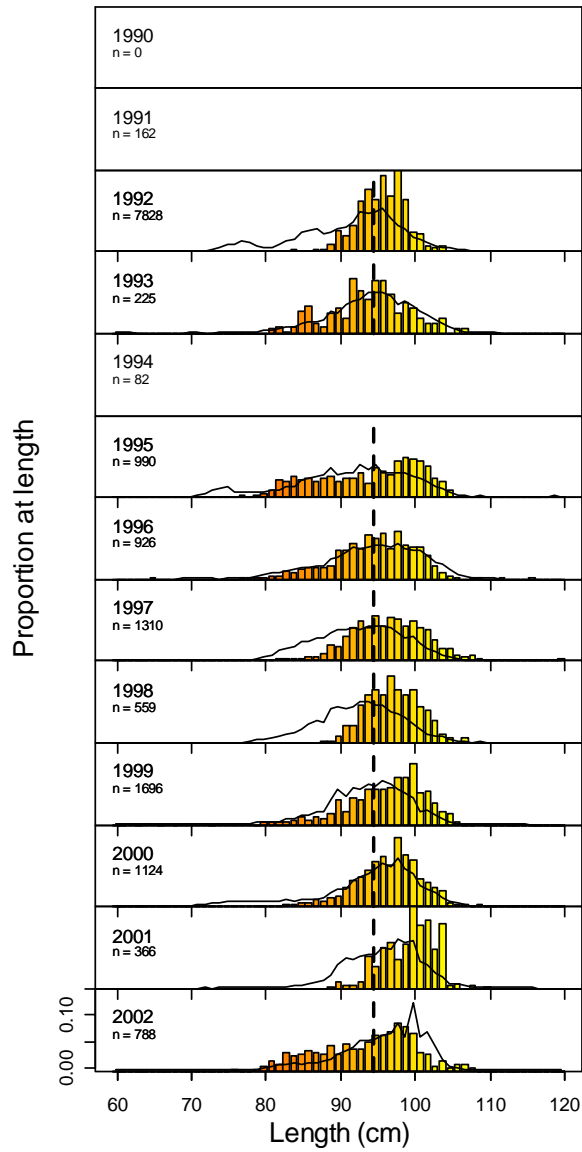 1990
n = 0
1991
n = 162
1992
n = 7828
1993
n = 225
1994
n = 82
1995
n = 990
1996
n = 926
1997
n = 1310
1998
n = 559
1999
n = 1696
2000
n = 1124
2001
n = 366
2002
n = 788
Proportion at length
0.10
0.00
60 70 80 90 100 110 120
Length (cm)